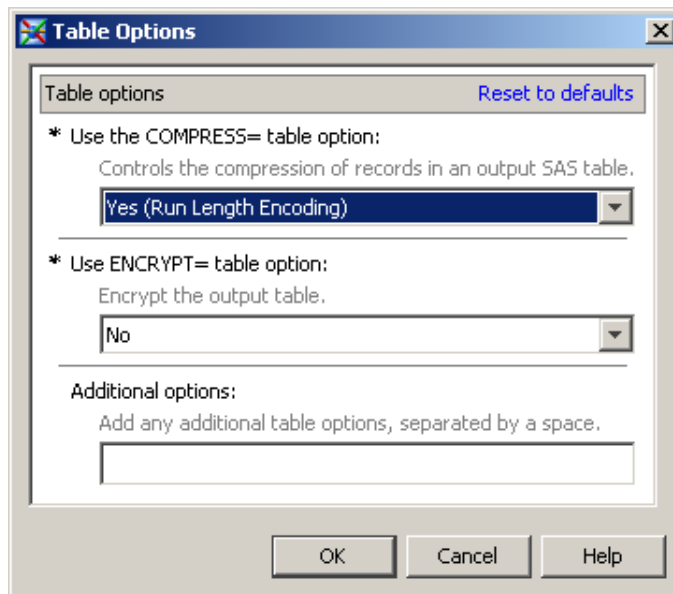 Table Options
Table options Reset to defaults
* Use the COMPRESS= table option:
Controls the compression of records in an output SAS table.
Yes (Run Length Encoding)
* Use ENCRYPT= table option:
Encrypt the output table.
No
Additional options:
Add any additional table options, separated by a space.
OK Cancel Help